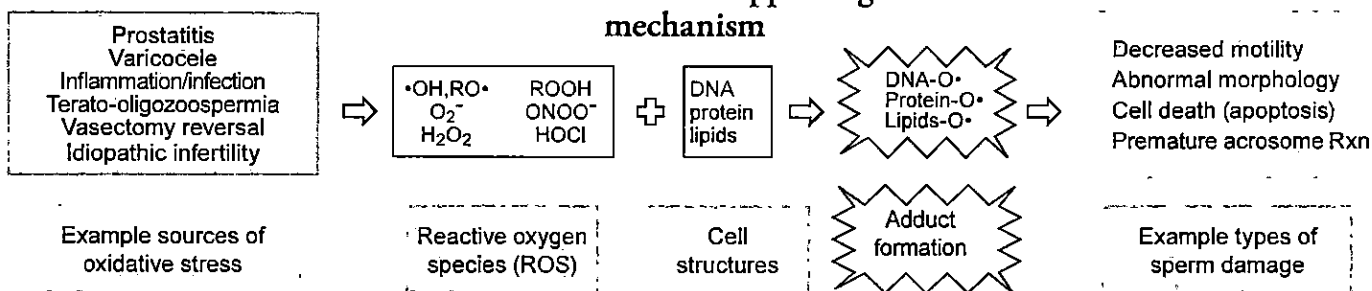 mechanism
Prostatitis
Varicocele
Inflammation/infection
Terato-oligozoospermia
Vasectomy reversal
Idiopathic infertility
•OH,RO• ROOH
O₂⁻ ONOO⁻
H₂O₂ HOCl
DNA
protein
lipids
DNA-O•
Protein-O•
Lipids-O•
Decreased motility
Abnormal morphology
Cell death (apoptosis)
Premature acrosome Rxn
Example sources of
oxidative stress
Reactive oxygen
species (ROS)
Cell
structures
Adduct
formation
Example types of
sperm damage